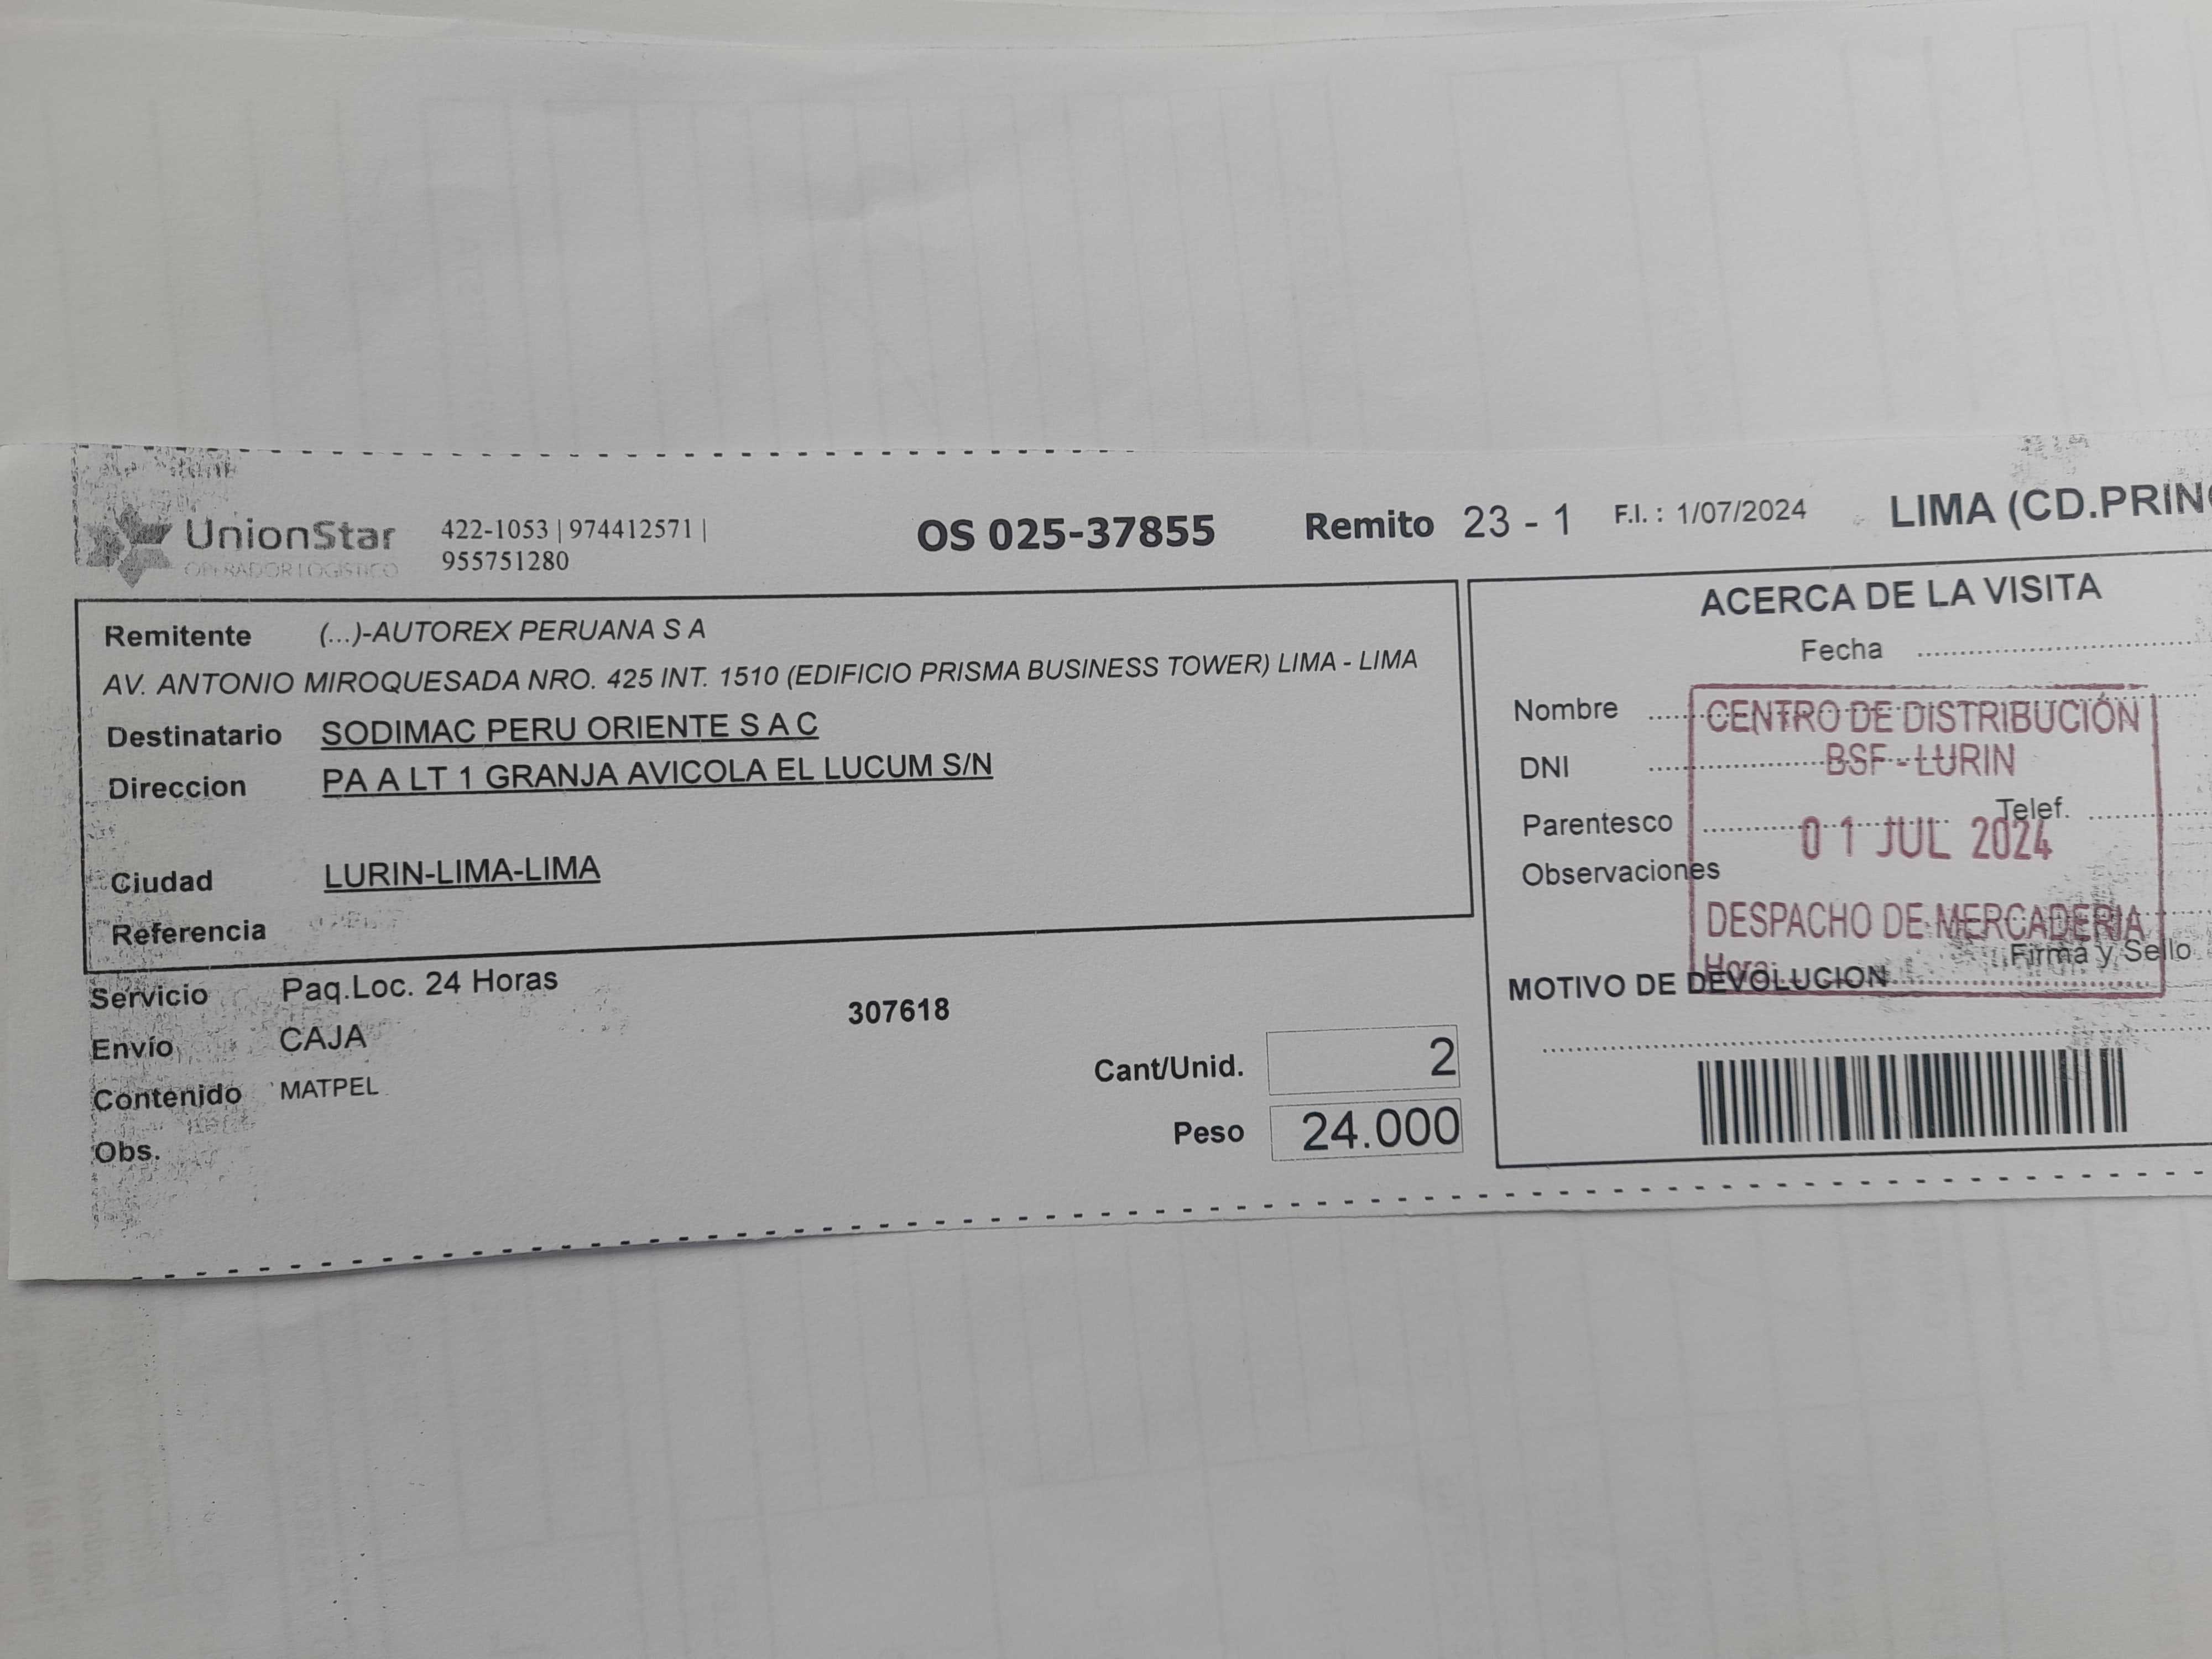 UnionStar
OPERADOR LOGISTICO
422-1053 | 974412571 |
955751280
OS 025-37855
Remito 23 - 1
F.I. : 1/07/2024
LIMA (CD.PRIN
Remitente (...)-AUTOREX PERUANA S A
AV. ANTONIO MIROQUESADA NRO. 425 INT. 1510 (EDIFICIO PRISMA BUSINESS TOWER) LIMA - LIMA
Destinatario SODIMAC PERU ORIENTE S A C
Direccion PA A LT 1 GRANJA AVICOLA EL LUCUM S/N
Ciudad LURIN-LIMA-LIMA
Referencia
Servicio Paq.Loc. 24 Horas
307618
Envío CAJA
Contenido MATPEL
Obs.
Cant/Unid. 2
Peso 24.000
ACERCA DE LA VISITA
Fecha
Nombre
DNI
Parentesco
Telef.
Observaciones
Firma y Sello
MOTIVO DE DEVOLUCION
CENTRO DE DISTRIBUCIÓN
BSF - LURIN
01 JUL 2024
DESPACHO DE MERCADERIA
Hora: